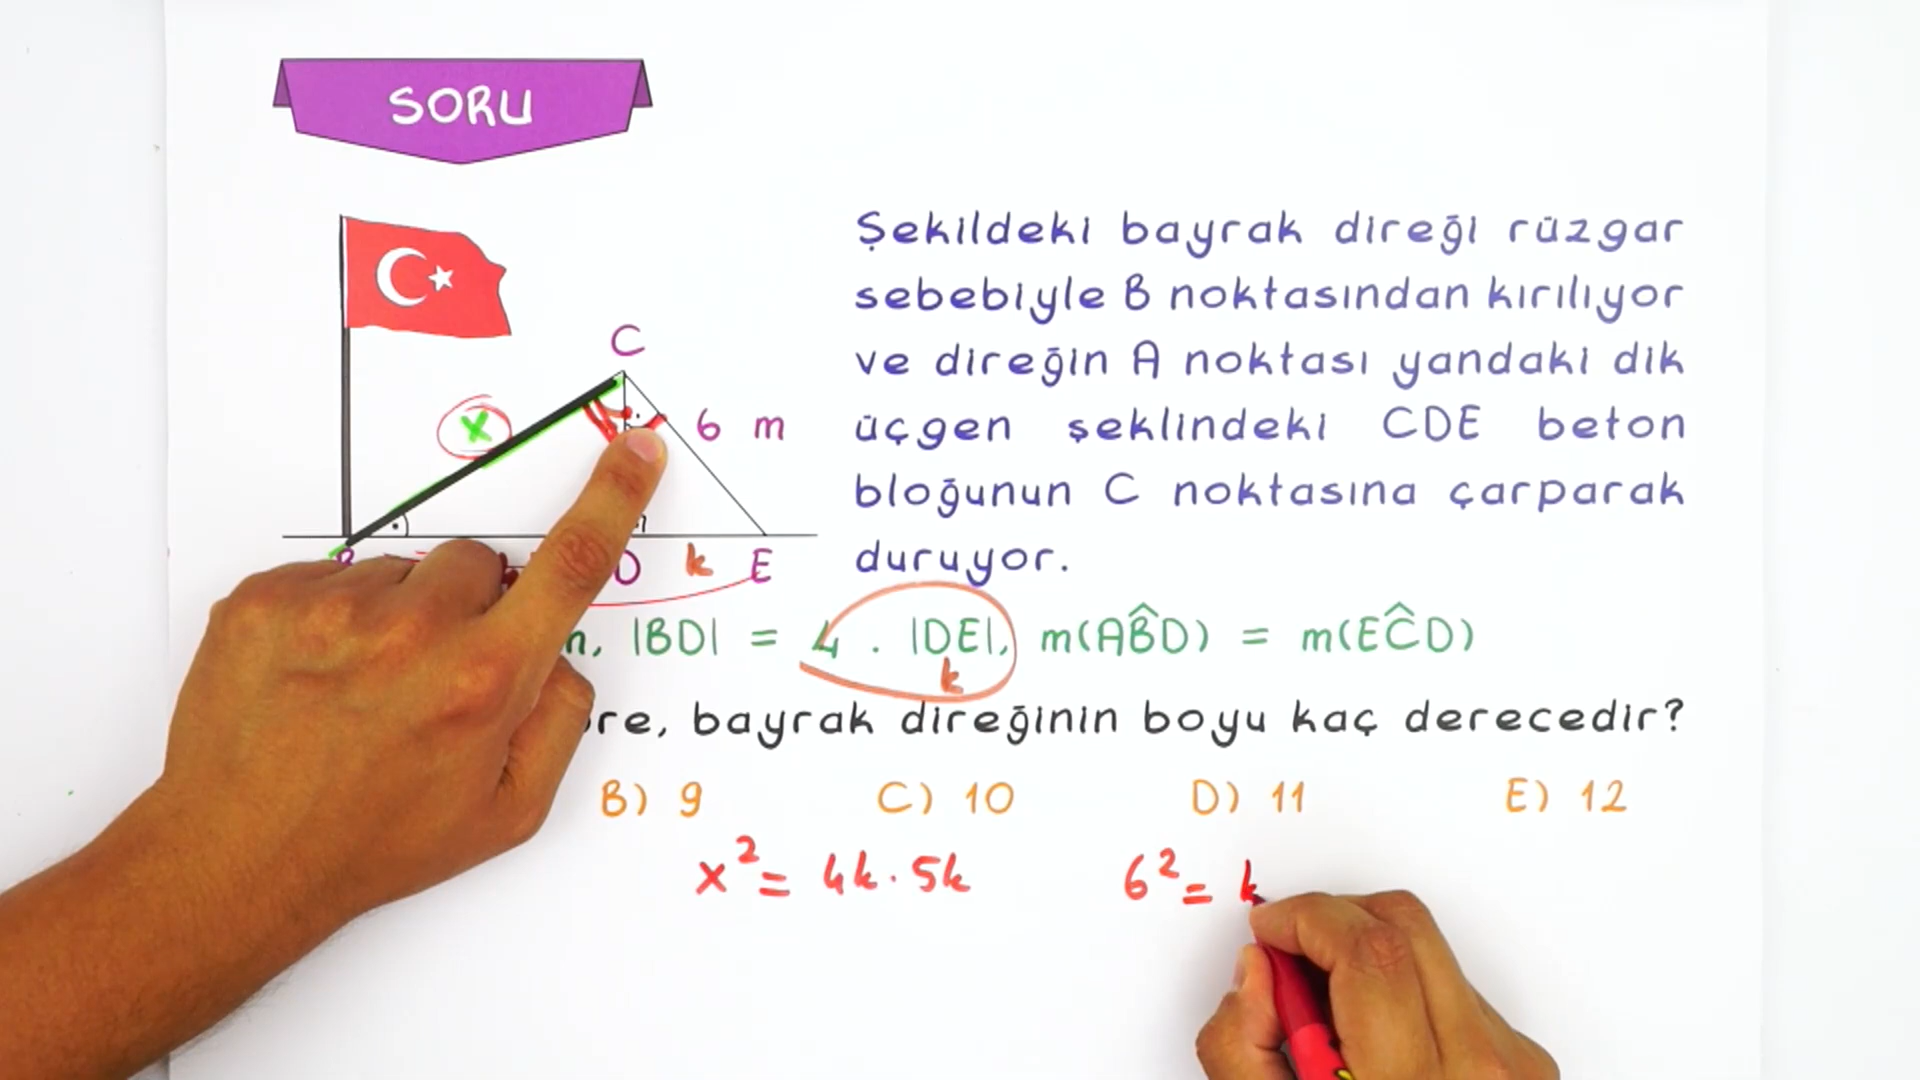 SORU
C
x
6 m
D k E
Şekildeki bayrak direği rüzgar
sebebiyle B noktasından kırılıyor
ve direğin A noktası yandaki dik
üçgen şeklindeki CDE beton
bloğunun C noktasına çarparak
duruyor.
|BD| = 4 . |DE|, m(ABD) = m(ECD)
k
bayrak direğinin boyu kaç derecedir?
B) 9 C) 10 D) 11 E) 12
x² = 4k . 5k 6² = k